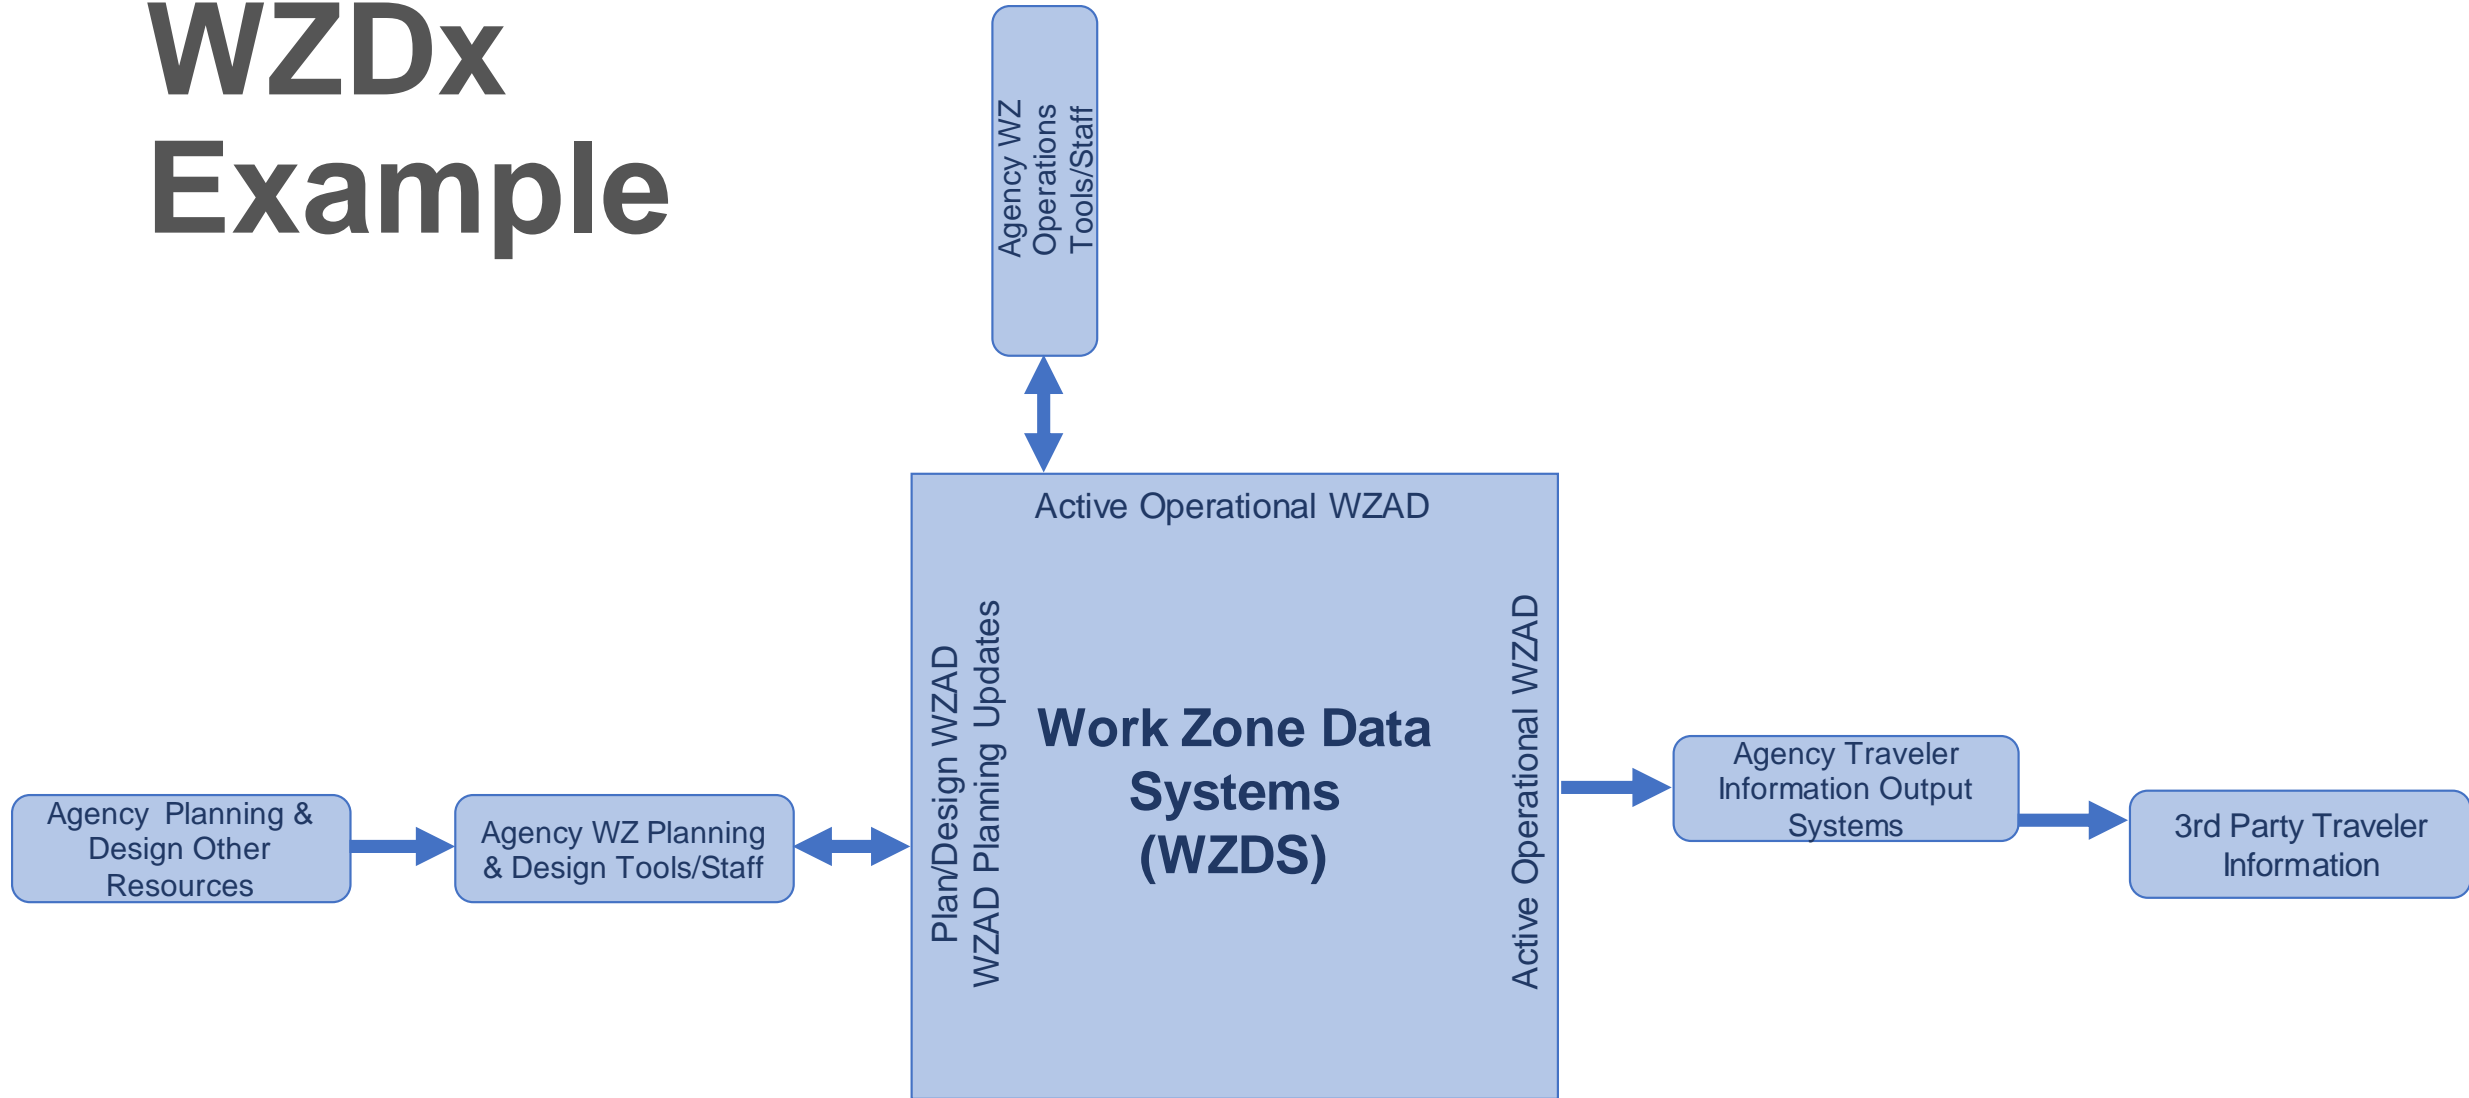 WZDx
Example
Agency WZ
Operations
Tools/Staff
Active Operational WZAD
Plan/Design WZAD
WZAD Planning Updates
Work Zone Data
Systems
(WZDS)
Active Operational WZAD
Agency Planning &
Design Other
Resources
Agency WZ Planning
& Design Tools/Staff
Agency Traveler
Information Output
Systems
3rd Party Traveler
Information